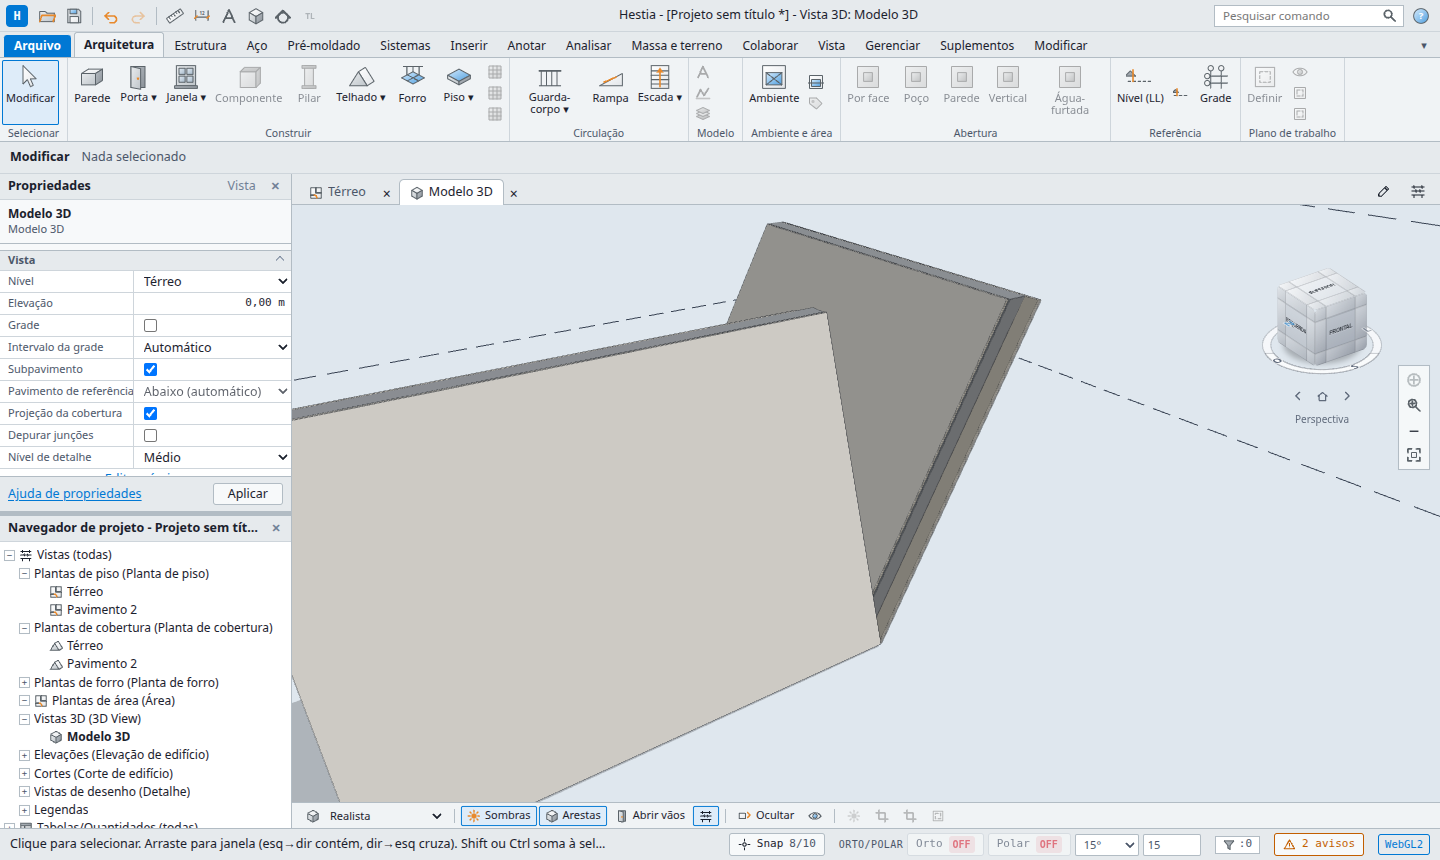 H
TL
Hestia - [Projeto sem título *] - Vista 3D: Modelo 3D
Pesquisar comando
?
Arquivo Arquitetura Estrutura Aço Pré-moldado Sistemas Inserir Anotar Analisar Massa e terreno Colaborar Vista Gerenciar Suplementos Modificar
Modificar Parede Porta ▾ Janela ▾ Componente Pilar Telhado ▾ Forro Piso ▾ Guarda-corpo ▾ Rampa Escada ▾ Ambiente Por face Poço Parede Vertical Água-furtada Nível (LL) Grade Definir
Selecionar Construir Circulação Modelo Ambiente e área Abertura Referência Plano de trabalho
Modificar Nada selecionado
Propriedades Vista ×
Térreo × Modelo 3D ×
Modelo 3D
Modelo 3D
Vista
Nível Térreo
Elevação 0,00 m
Grade
Intervalo da grade Automático
Subpavimento
Pavimento de referência Abaixo (automático)
Projeção da cobertura
Depurar junções
Nível de detalhe Médio
Ajuda de propriedades Aplicar
Navegador de projeto - Projeto sem tít... ×
Vistas (todas)
Plantas de piso (Planta de piso)
Térreo
Pavimento 2
Plantas de cobertura (Planta de cobertura)
Térreo
Pavimento 2
Plantas de forro (Planta de forro)
Plantas de área (Área)
Vistas 3D (3D View)
Modelo 3D
Elevações (Elevação de edifício)
Cortes (Corte de edifício)
Vistas de desenho (Detalhe)
Legendas
Tabelas/Quantidades (todas)
SUPERIOR
FRONTAL
O
S
Perspectiva
Realista Sombras Arestas Abrir vãos Ocultar
Clique para selecionar. Arraste para janela (esq→dir contém, dir→esq cruza). Shift ou Ctrl soma à sel...
Snap 8/10 ORTO/POLAR Orto OFF Polar OFF 15° 15 :0 2 avisos WebGL2